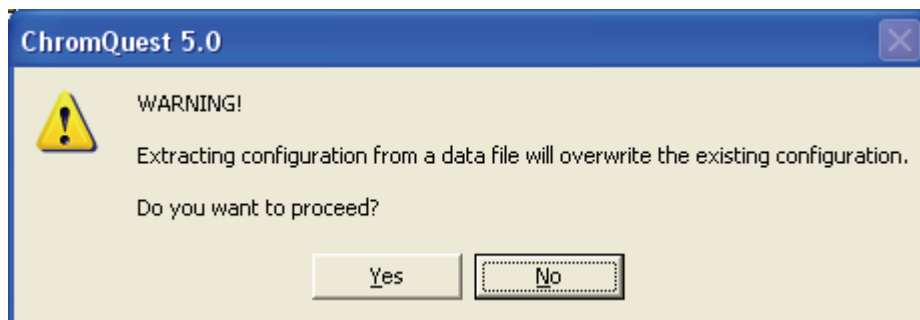 ChromQuest 5.0
WARNING!
Extracting configuration from a data file will overwrite the existing configuration.
Do you want to proceed?
Yes No